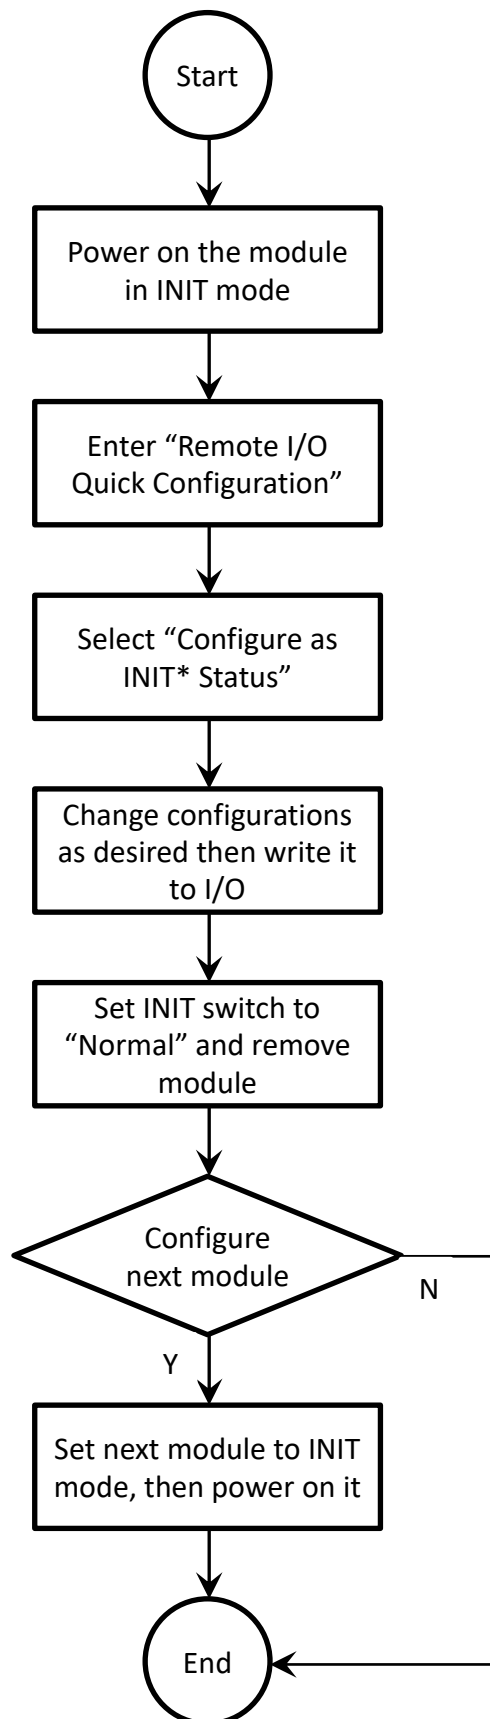 Start
Power on the module
in INIT mode
Enter “Remote I/O
Quick Configuration”
Select “Configure as
INIT* Status”
Change configurations
as desired then write it
to I/O
Set INIT switch to
“Normal” and remove
module
Configure
next module
N
Y
Set next module to INIT
mode, then power on it
End